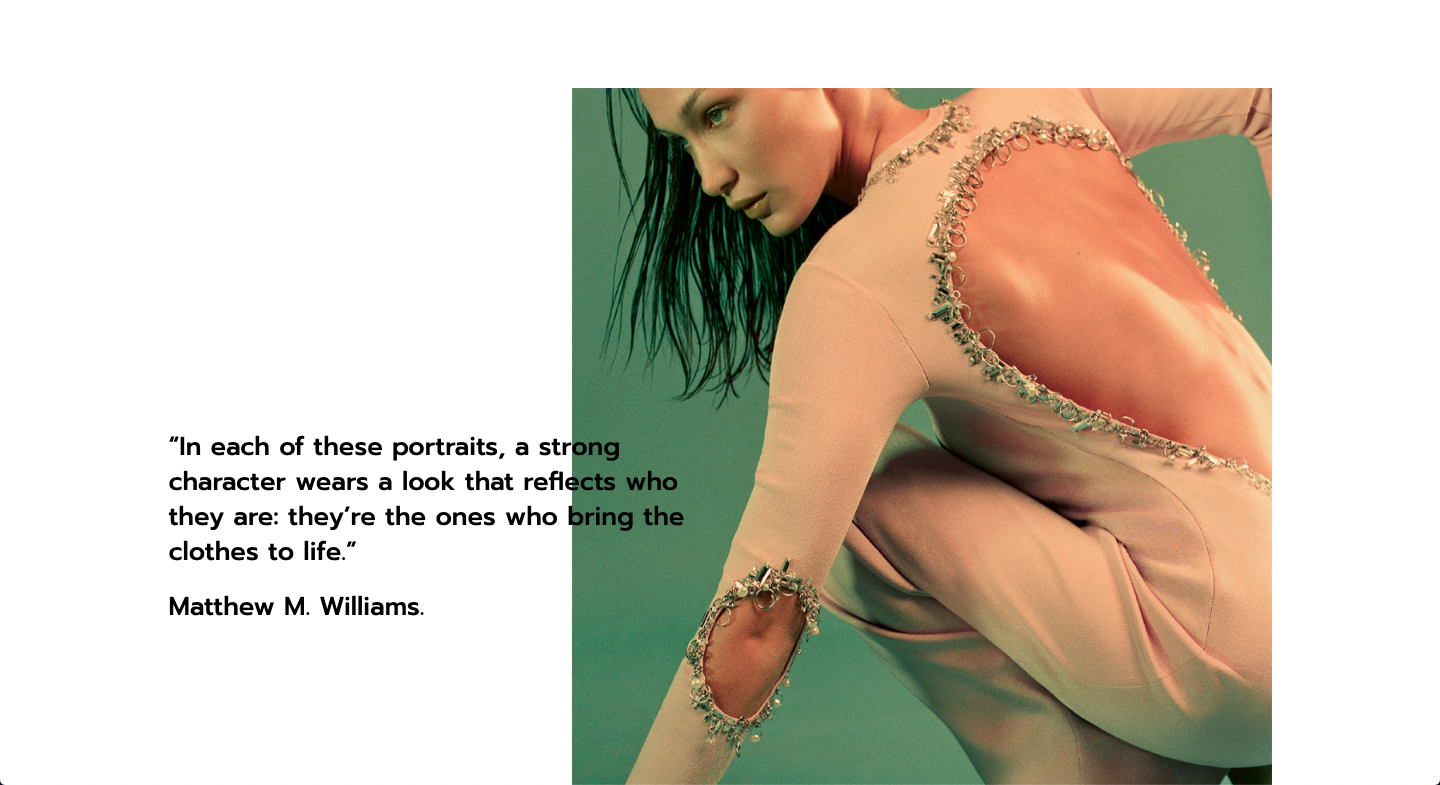 “In each of these portraits, a strong
character wears a look that reflects who
they are: they’re the ones who bring the
clothes to life.”
Matthew M. Williams.